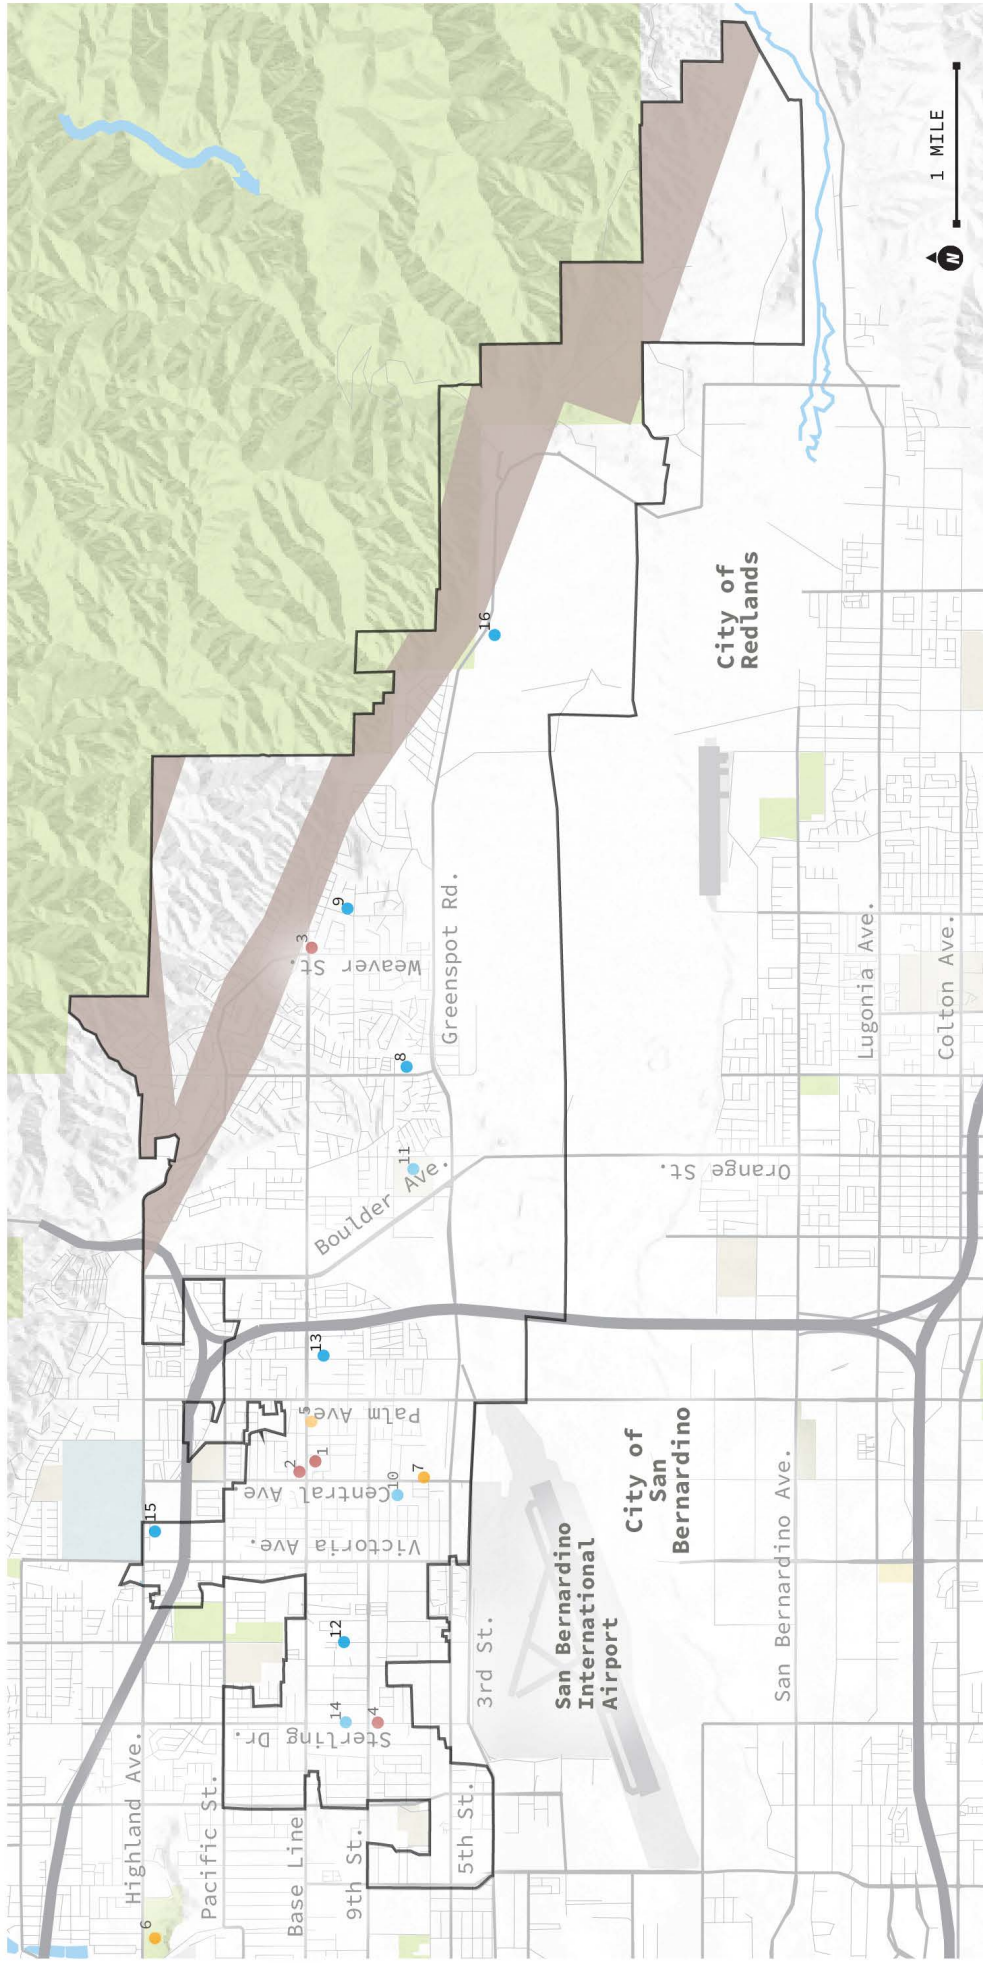 1 MILE
N
16
City of
Redlands
9
3
Weaver St.
Greenspot Rd.
8
11
Boulder Ave.
Orange St.
Lugonia Ave.
Colton Ave.
13
5
Palm Ave
1
2
Central Ave
10
7
15
Victoria Ave.
12
14
4
Sterling Dr.
3rd St.
San Bernardino
International
Airport
City of
San
Bernardino
San Bernardino Ave.
Highland Ave.
Pacific St.
Base Line
9th St.
5th St.
6